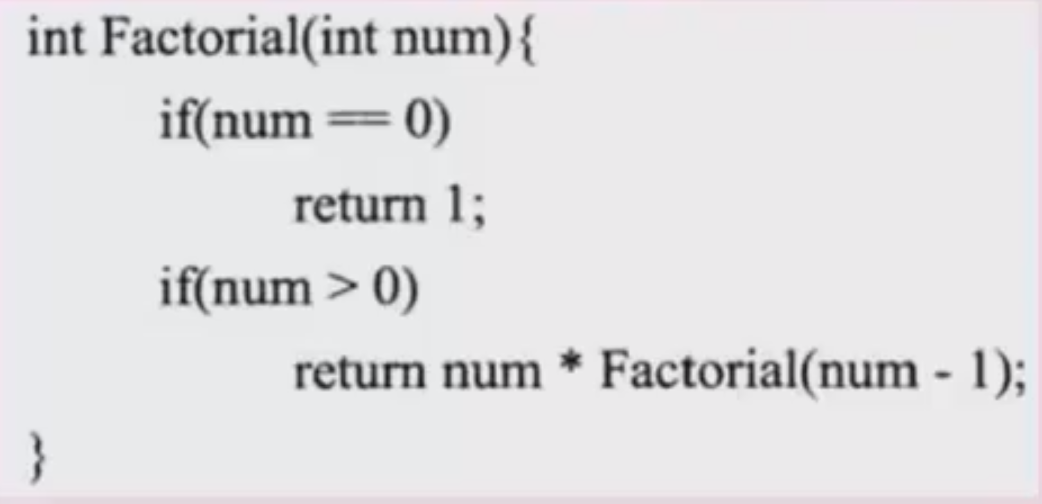 int Factorial(int num){
if(num == 0)
return 1;
if(num > 0)
return num * Factorial(num - 1);
}